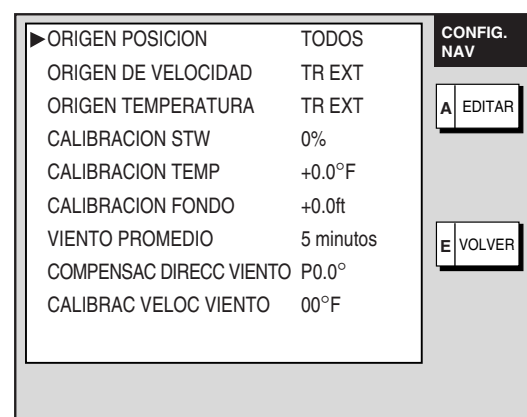 ▶ORIGEN POSICION TODOS
ORIGEN DE VELOCIDAD TR EXT
ORIGEN TEMPERATURA TR EXT
CALIBRACION STW 0%
CALIBRACION TEMP +0.0°F
CALIBRACION FONDO +0.0ft
VIENTO PROMEDIO 5 minutos
COMPENSAC DIRECC VIENTO P0.0°
CALIBRAC VELOC VIENTO 00°F
CONFIG.
NAV
A EDITAR
E VOLVER